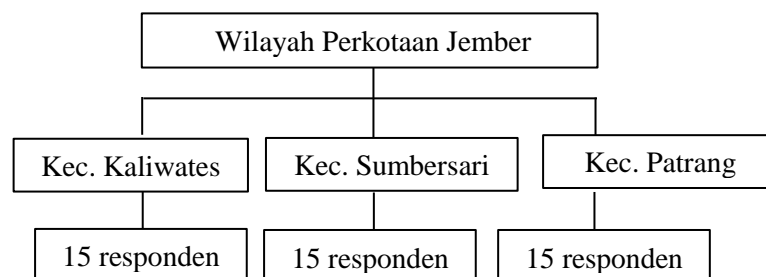 Wilayah Perkotaan Jember
Kec. Kaliwates
Kec. Sumbersari
Kec. Patrang
15 responden
15 responden
15 responden